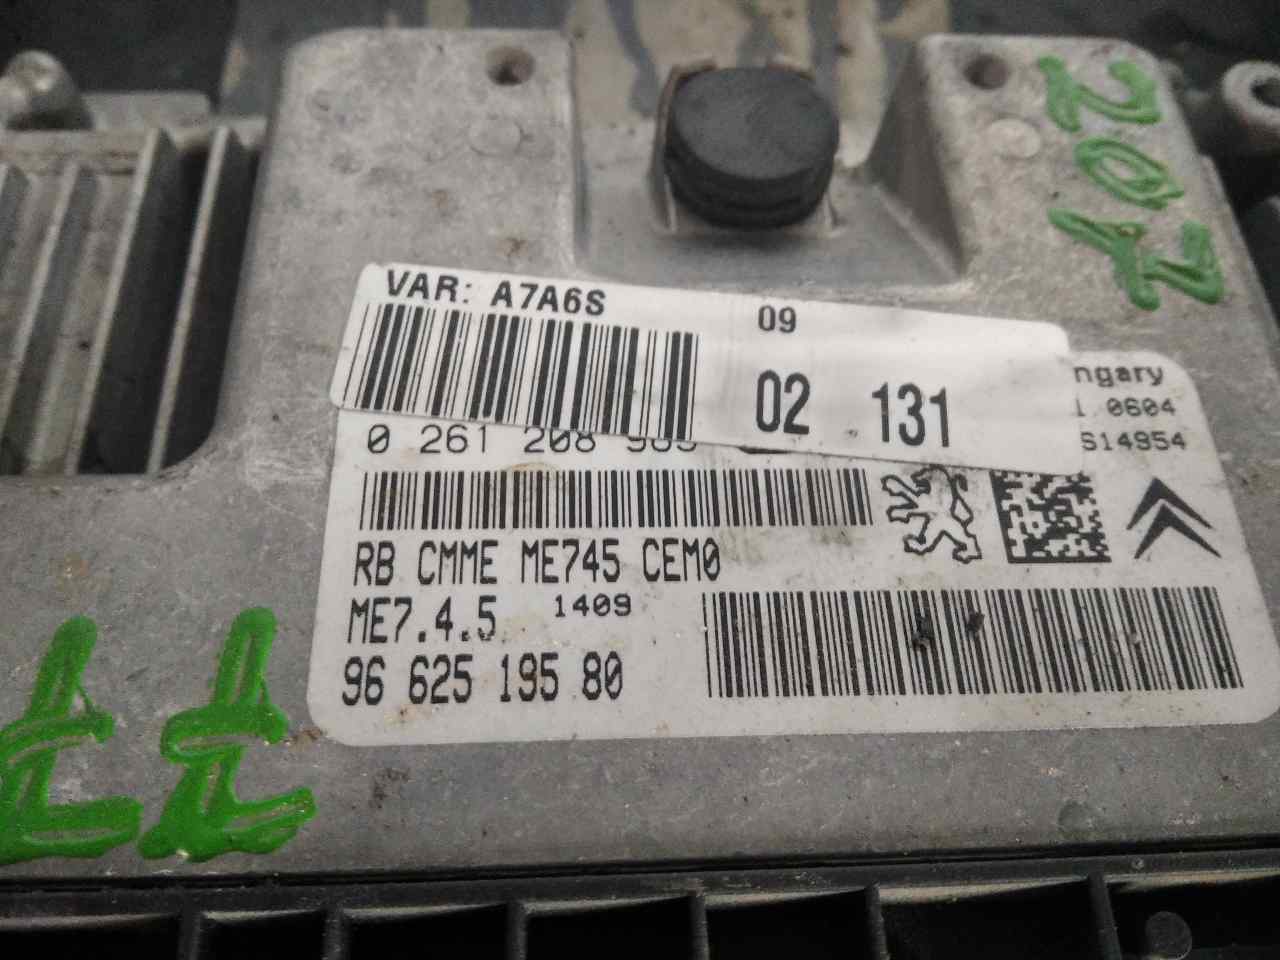 VAR: A7A6S
09
02 131
ngary
0604
S14954
0 261 208
RB CMME ME745 CEM0
ME7.4.5 1409
96 625 195 80
207